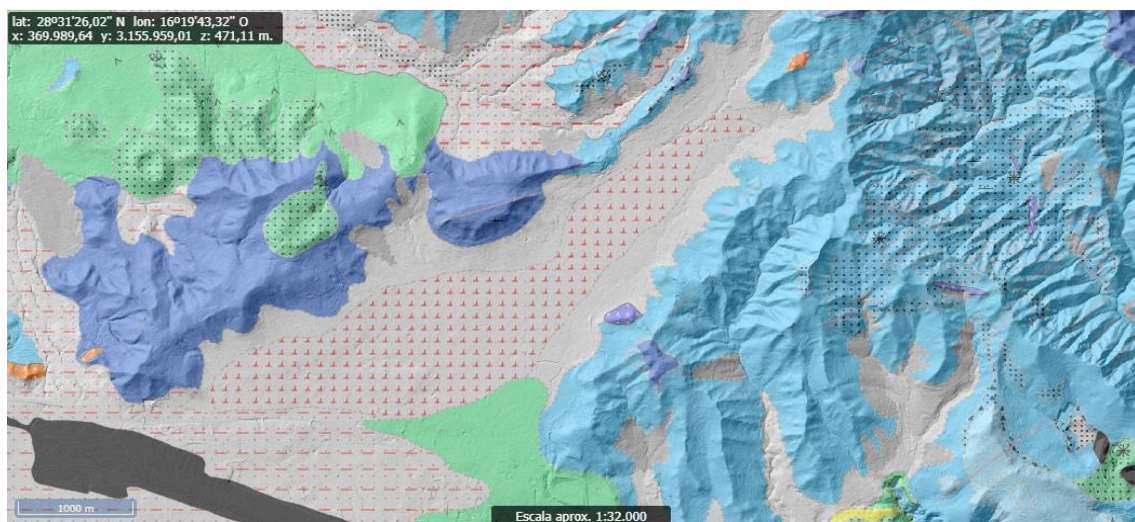 lat: 28º31'26,02" N lon: 16º19'43,32" O
x: 369.989,64 y: 3.155.959,01 z: 471,11 m.
1000 m
Escala aprox. 1:32.000